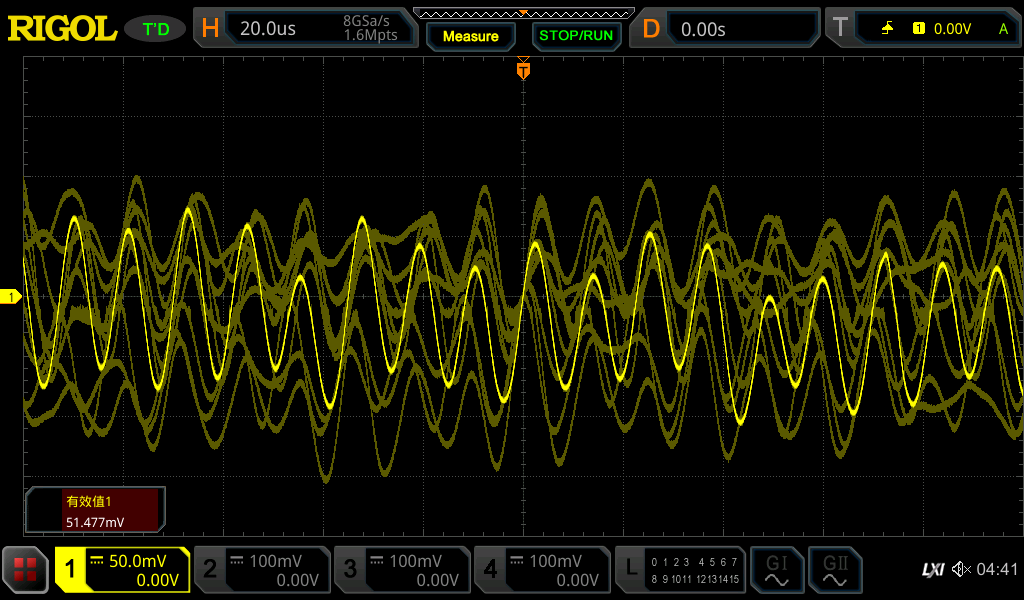 RIGOL
T'D
H
20.0us
8GSa/s
1.6Mpts
Measure
STOP/RUN
D
0.00s
T
1
0.00V
A
T
1
有效值1
51.477mV
1
50.0mV
0.00V
2
100mV
0.00V
3
100mV
0.00V
4
100mV
0.00V
L
0 1 2 3 4 5 6 7
8 9 10 11 12 13 14 15
GI
GII
LXI
04:41